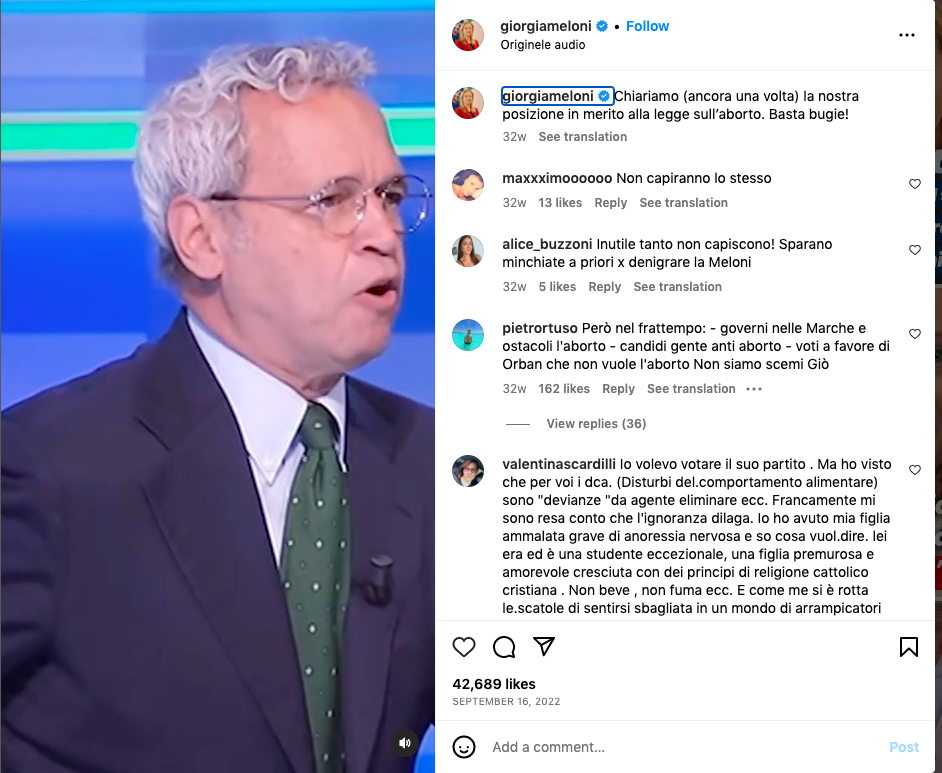 giorgiameloni • Follow
Originele audio
giorgiameloni Chiariamo (ancora una volta) la nostra
posizione in merito alla legge sull’aborto. Basta bugie!
32w See translation
maxxximoooooo Non capiranno lo stesso
32w 13 likes Reply See translation
alice_buzzoni Inutile tanto non capiscono! Sparano
minchiate a priori x denigrare la Meloni
32w 5 likes Reply See translation
pietrortuso Però nel frattempo: - governi nelle Marche e
ostacoli l'aborto - candidi gente anti aborto - voti a favore di
Orban che non vuole l'aborto Non siamo scemi Giò
32w 162 likes Reply See translation
View replies (36)
valentinascardilli Io volevo votare il suo partito . Ma ho visto
che per voi i dca. (Disturbi del.comportamento alimentare)
sono "devianze "da agente eliminare ecc. Francamente mi
sono resa conto che l'ignoranza dilaga. Io ho avuto mia figlia
ammalata grave di anoressia nervosa e so cosa vuol.dire. lei
era ed è una studente eccezionale, una figlia premurosa e
amorevole cresciuta con dei principi di religione cattolico
cristiana . Non beve , non fuma ecc. E come me si è rotta
le.scatole di sentirsi sbagliata in un mondo di arrampicatori
42,689 likes
SEPTEMBER 16, 2022
Add a comment...
Post